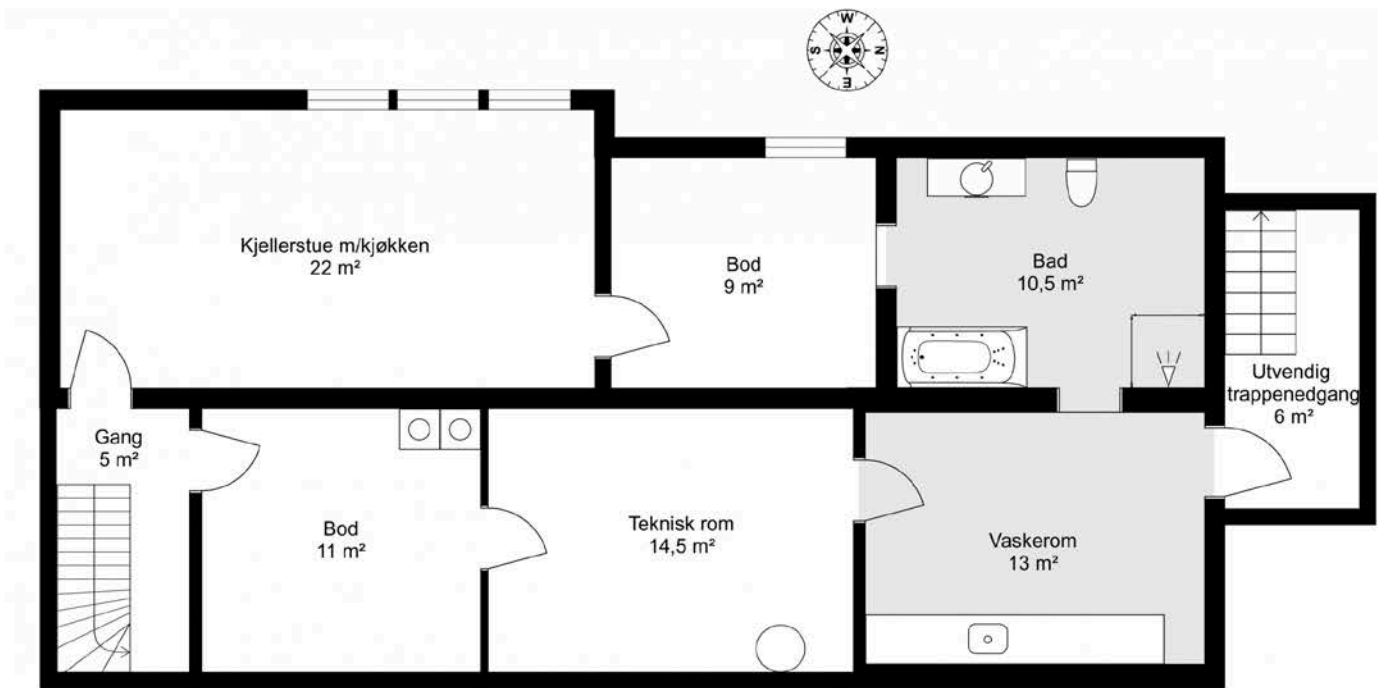 W
S
N
E
Kjellerstue m/kjøkken
22 m²
Bod
9 m²
Bad
10,5 m²
Utvendig
trappenedgang
6 m²
Gang
5 m²
Bod
11 m²
Teknisk rom
14,5 m²
Vaskerom
13 m²